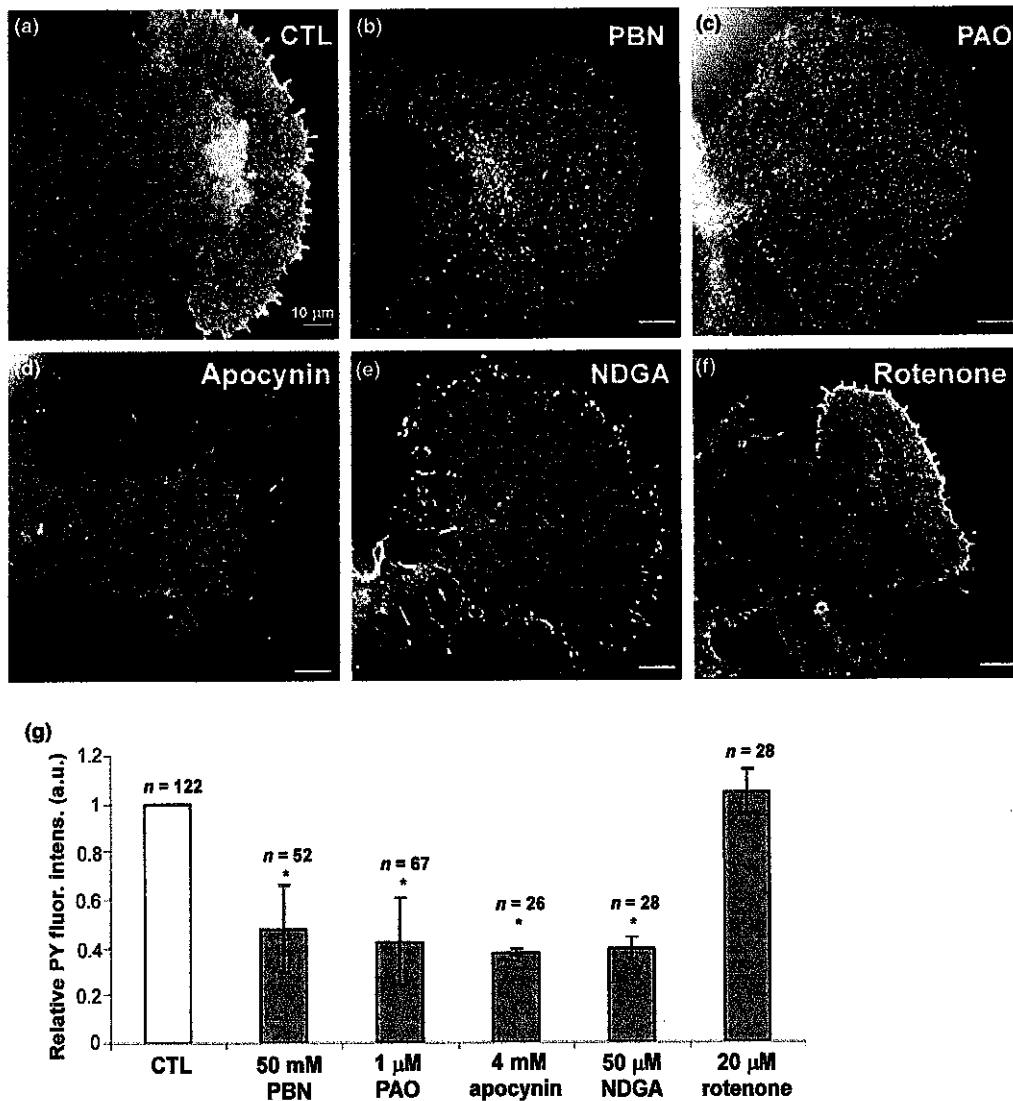 (a) CTL
10 µm
(b) PBN
(c) PAO
(d) Apocynin
(e) NDGA
(f) Rotenone
(g)
Relative PY fluor. intens. (a.u.)
1.2
1
0.8
0.6
0.4
0.2
0
n = 122
n = 52
*
n = 67
*
n = 26
*
n = 28
*
n = 28
CTL
50 mM PBN
1 µM PAO
4 mM apocynin
50 µM NDGA
20 µM rotenone